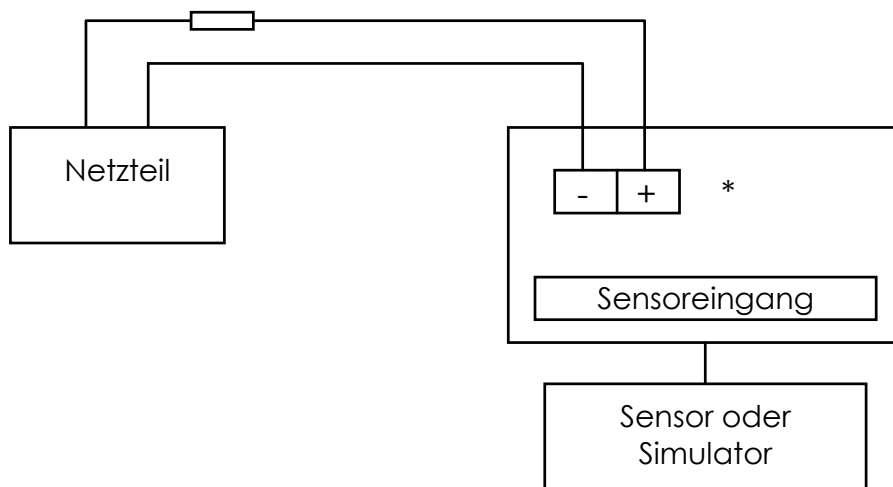 Netzteil
- + *
Sensoreingang
Sensor oder
Simulator